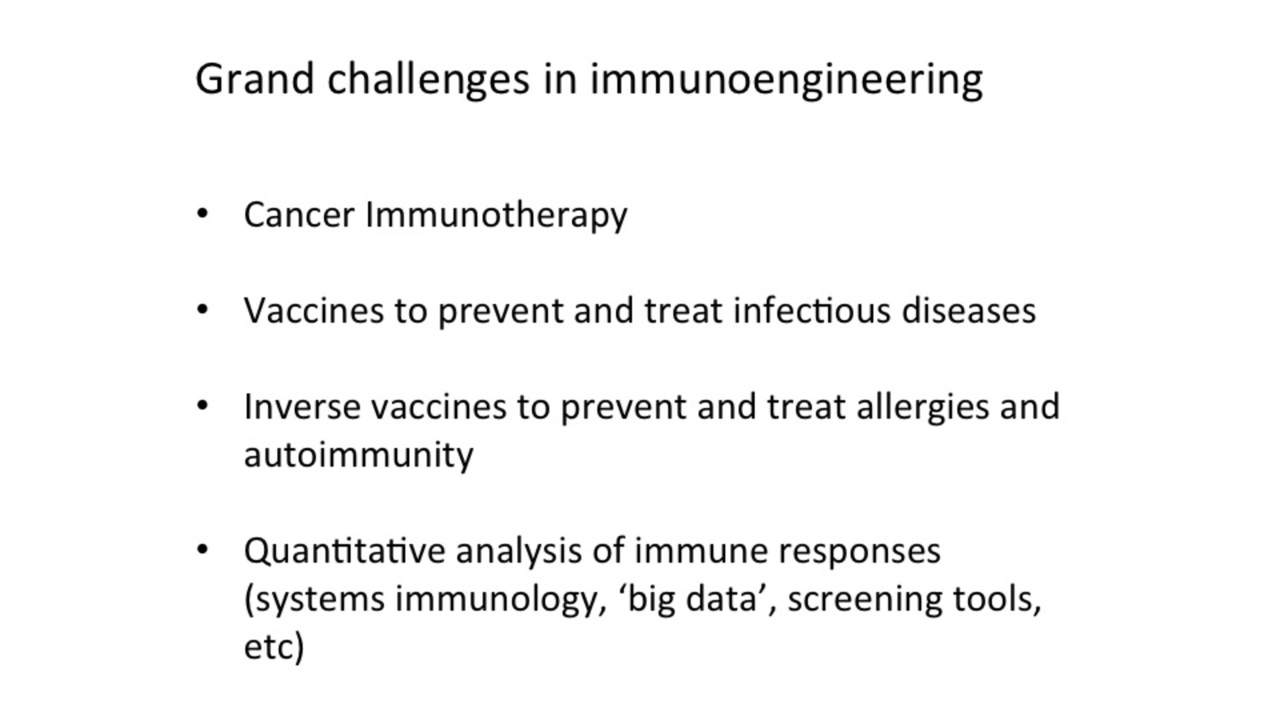 Grand challenges in immunoengineering
• Cancer Immunotherapy
• Vaccines to prevent and treat infectious diseases
• Inverse vaccines to prevent and treat allergies and
autoimmunity
• Quantitative analysis of immune responses
(systems immunology, ‘big data’, screening tools,
etc)